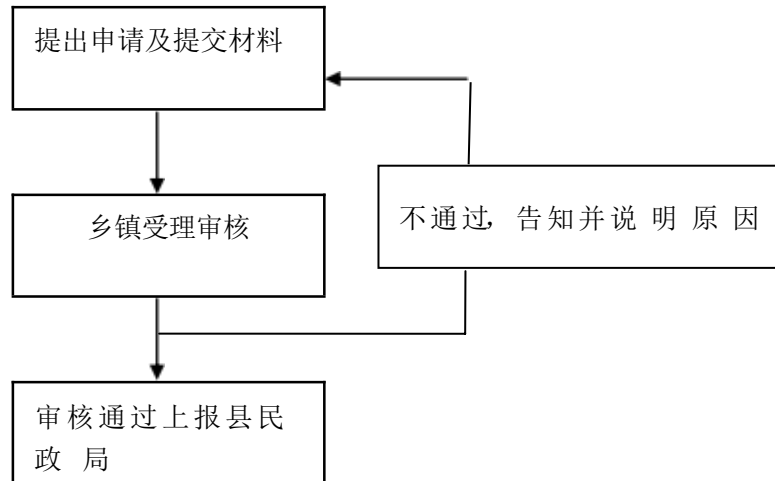 提出申请及提交材料
乡镇受理审核
不通过, 告知并说 明 原 因
审核通过上报县民
政 局